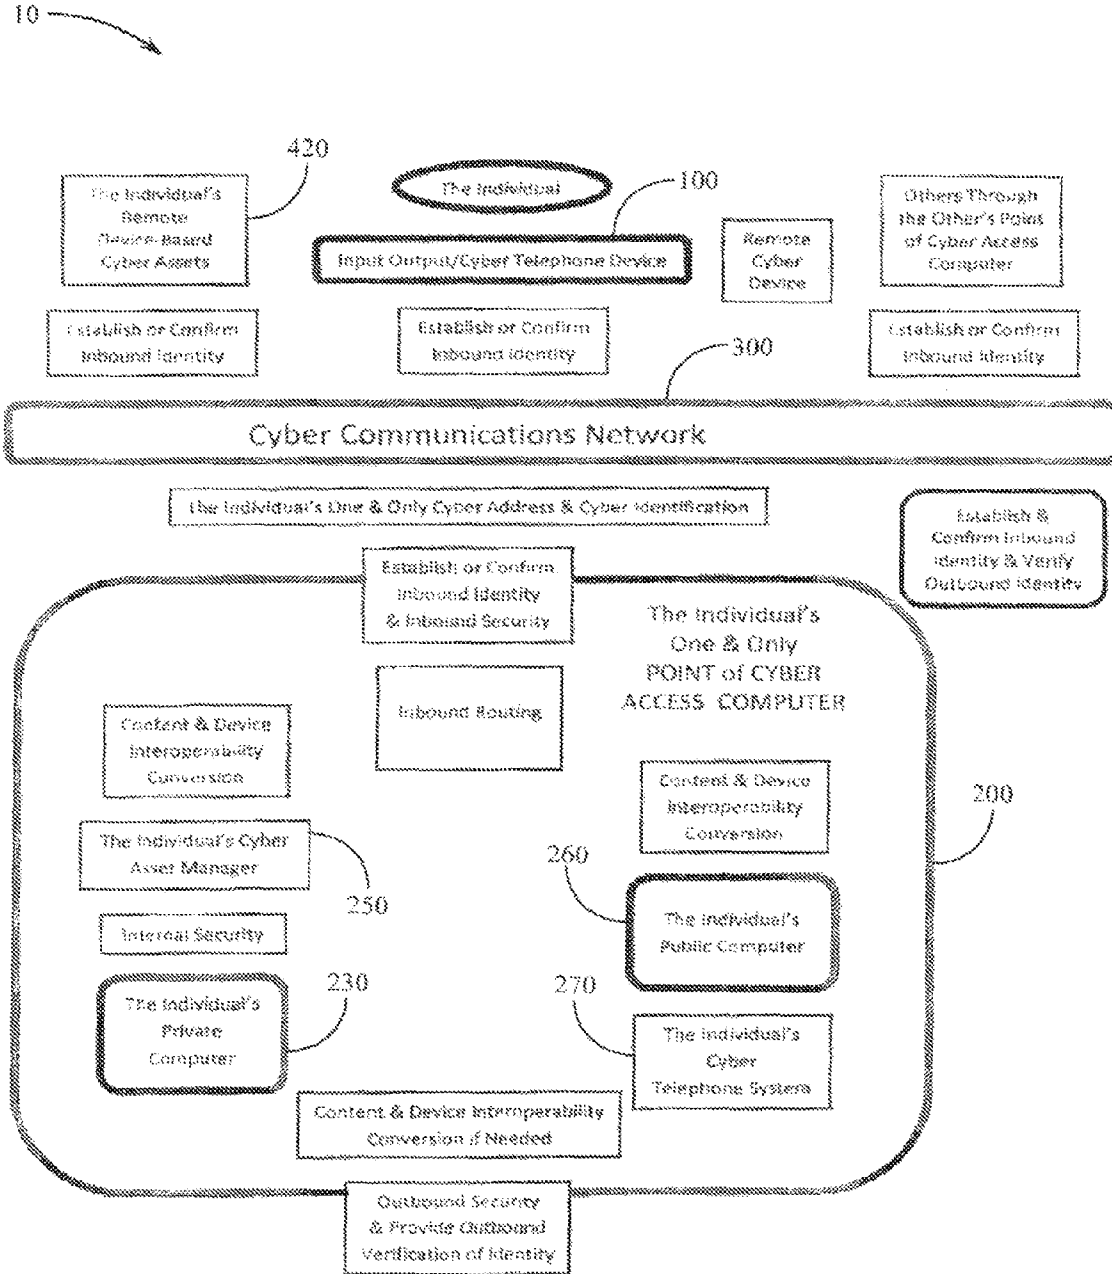 10
420
The Individual's
Remote
Device-Based
Cyber Assets
The Individual
100
Input Output/Cyber Telephone Device
Remote
Cyber
Device
Others Through
the Other's Point
of Cyber Access
Computer
Establish or Confirm
Inbound Identity
Establish or Confirm
Inbound Identity
300
Establish or Confirm
Inbound Identity
Cyber Communications Network
The Individual's One & Only Cyber Address & Cyber Identification
Establish &
Confirm Inbound
Identity & Verify
Outbound Identity
Establish or Confirm
Inbound Identity
& Inbound Security
The Individual's
One & Only
POINT of CYBER
ACCESS COMPUTER
Inbound Routing
Content & Device
Interoperability
Conversion
Content & Device
Interoperability
Conversion
200
The Individual's Cyber
Asset Manager
250
260
The Individual's
Public Computer
Internal Security
The Individual's
Private
Computer
230
270
The Individual's
Cyber
Telephone System
Content & Device Interoperability
Conversion if Needed
Outbound Security
& Provide Outbound
Verification of Identity